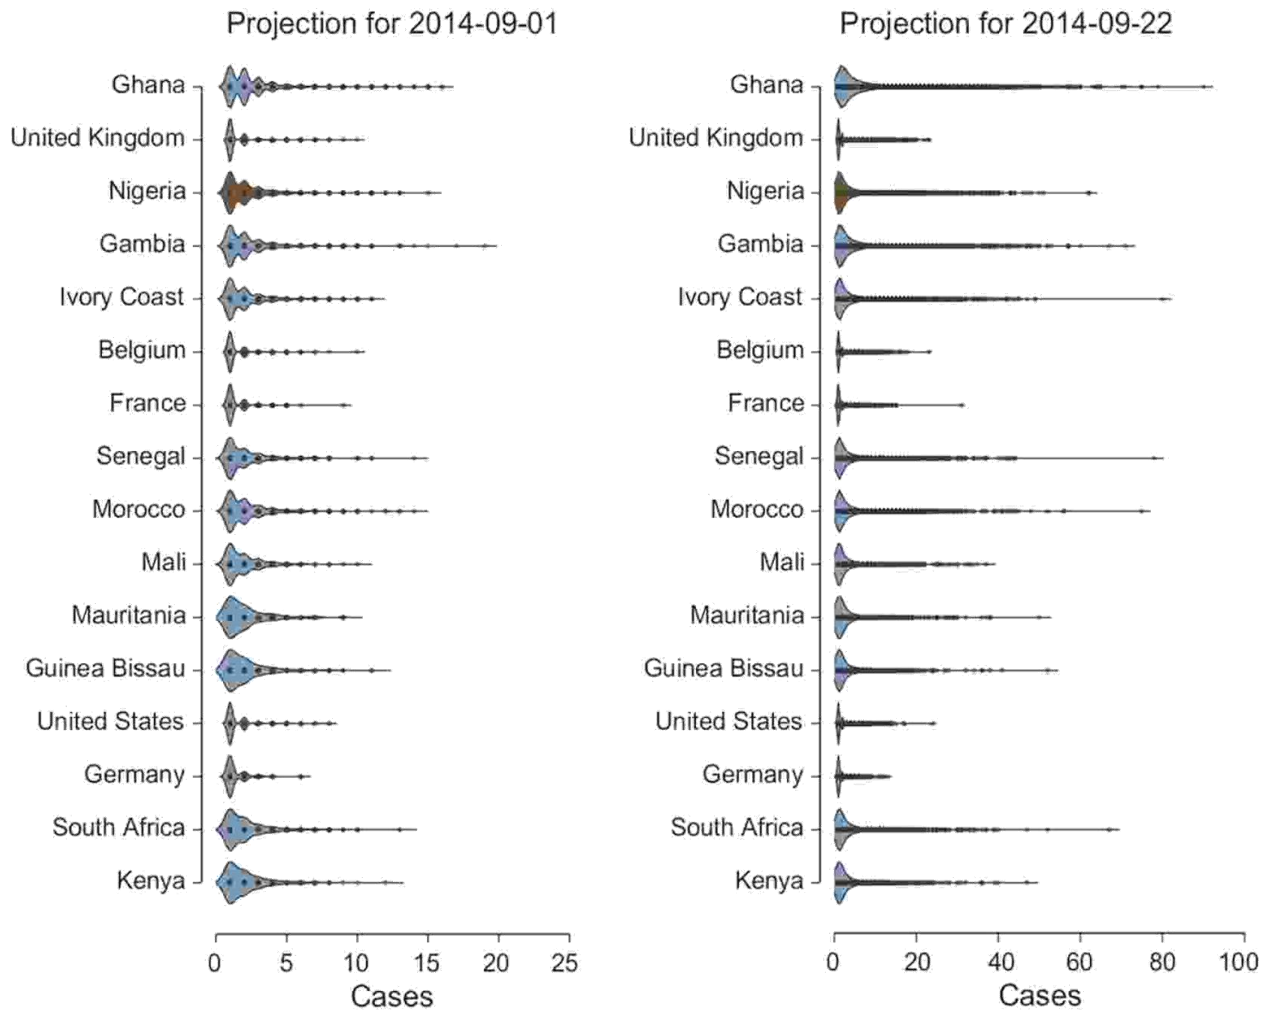 Projection for 2014-09-01
Ghana
United Kingdom
Nigeria
Gambia
Ivory Coast
Belgium
France
Senegal
Morocco
Mali
Mauritania
Guinea Bissau
United States
Germany
South Africa
Kenya
0 5 10 15 20 25
Cases
Projection for 2014-09-22
Ghana
United Kingdom
Nigeria
Gambia
Ivory Coast
Belgium
France
Senegal
Morocco
Mali
Mauritania
Guinea Bissau
United States
Germany
South Africa
Kenya
0 20 40 60 80 100
Cases